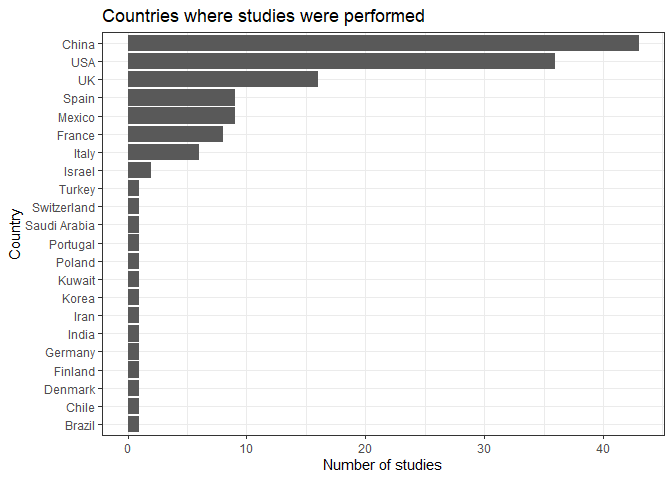 Countries where studies were performed
China
USA
UK
Spain
Mexico
France
Italy
Israel
Turkey
Switzerland
Saudi Arabia
Portugal
Poland
Kuwait
Korea
Iran
India
Germany
Finland
Denmark
Chile
Brazil
Country
0 10 20 30 40
Number of studies